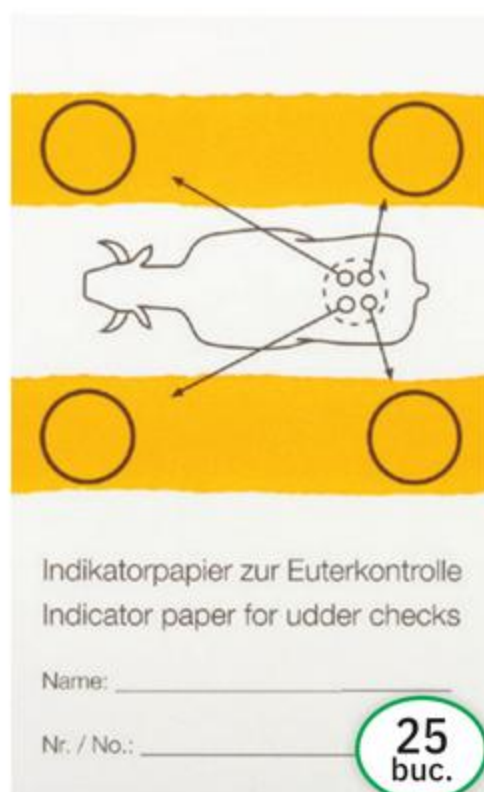 Indikatorpapier zur Euterkontrolle
Indicator paper for udder checks
Name:
Nr. / No.:
25
buc.